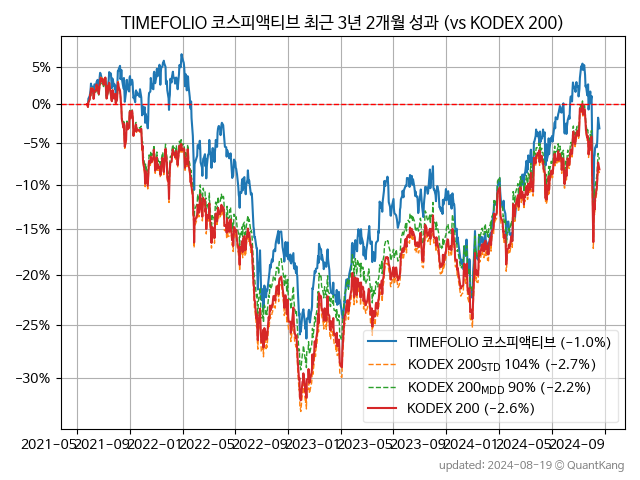 TIMEFOLIO 코스피액티브 최근 3년 2개월 성과 (vs KODEX 200)
5%
0%
−5%
−10%
−15%
−20%
−25%
−30%
TIMEFOLIO 코스피액티브 (−1.0%)
KODEX 200STD 104% (−2.7%)
KODEX 200MDD 90% (−2.2%)
KODEX 200 (−2.6%)
2021-05 2021-09 2022-01 2022-05 2022-09 2023-01 2023-05 2023-09 2024-01 2024-05 2024-09
updated: 2024-08-19 © QuantKang